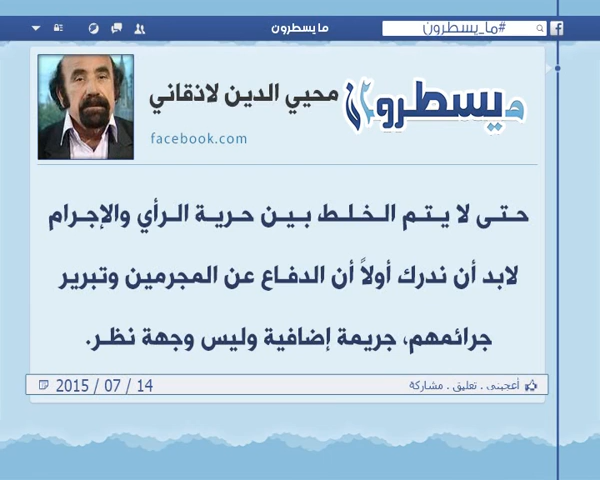 ما يسطرون
#ما_يسطرون
ما يسطرون
محيي الدين لاذقاني
facebook.com
حتى لا يتم الخلط بين حرية الرأي والإجرام
لابد أن ندرك أولاً أن الدفاع عن المجرمين وتبرير
جرائمهم، جريمة إضافية وليس وجهة نظر.
أعجبني . تعليق . مشاركة
2015 / 07 / 14